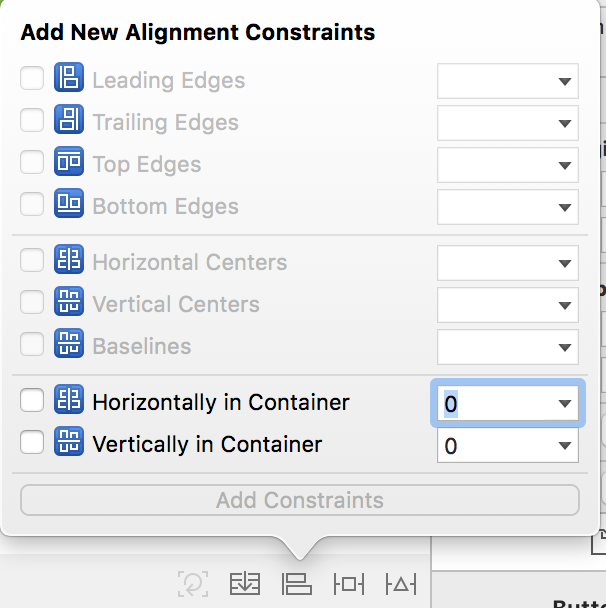 Add New Alignment Constraints
Leading Edges
Trailing Edges
Top Edges
Bottom Edges
Horizontal Centers
Vertical Centers
Baselines
Horizontally in Container 0
Vertically in Container 0
Add Constraints